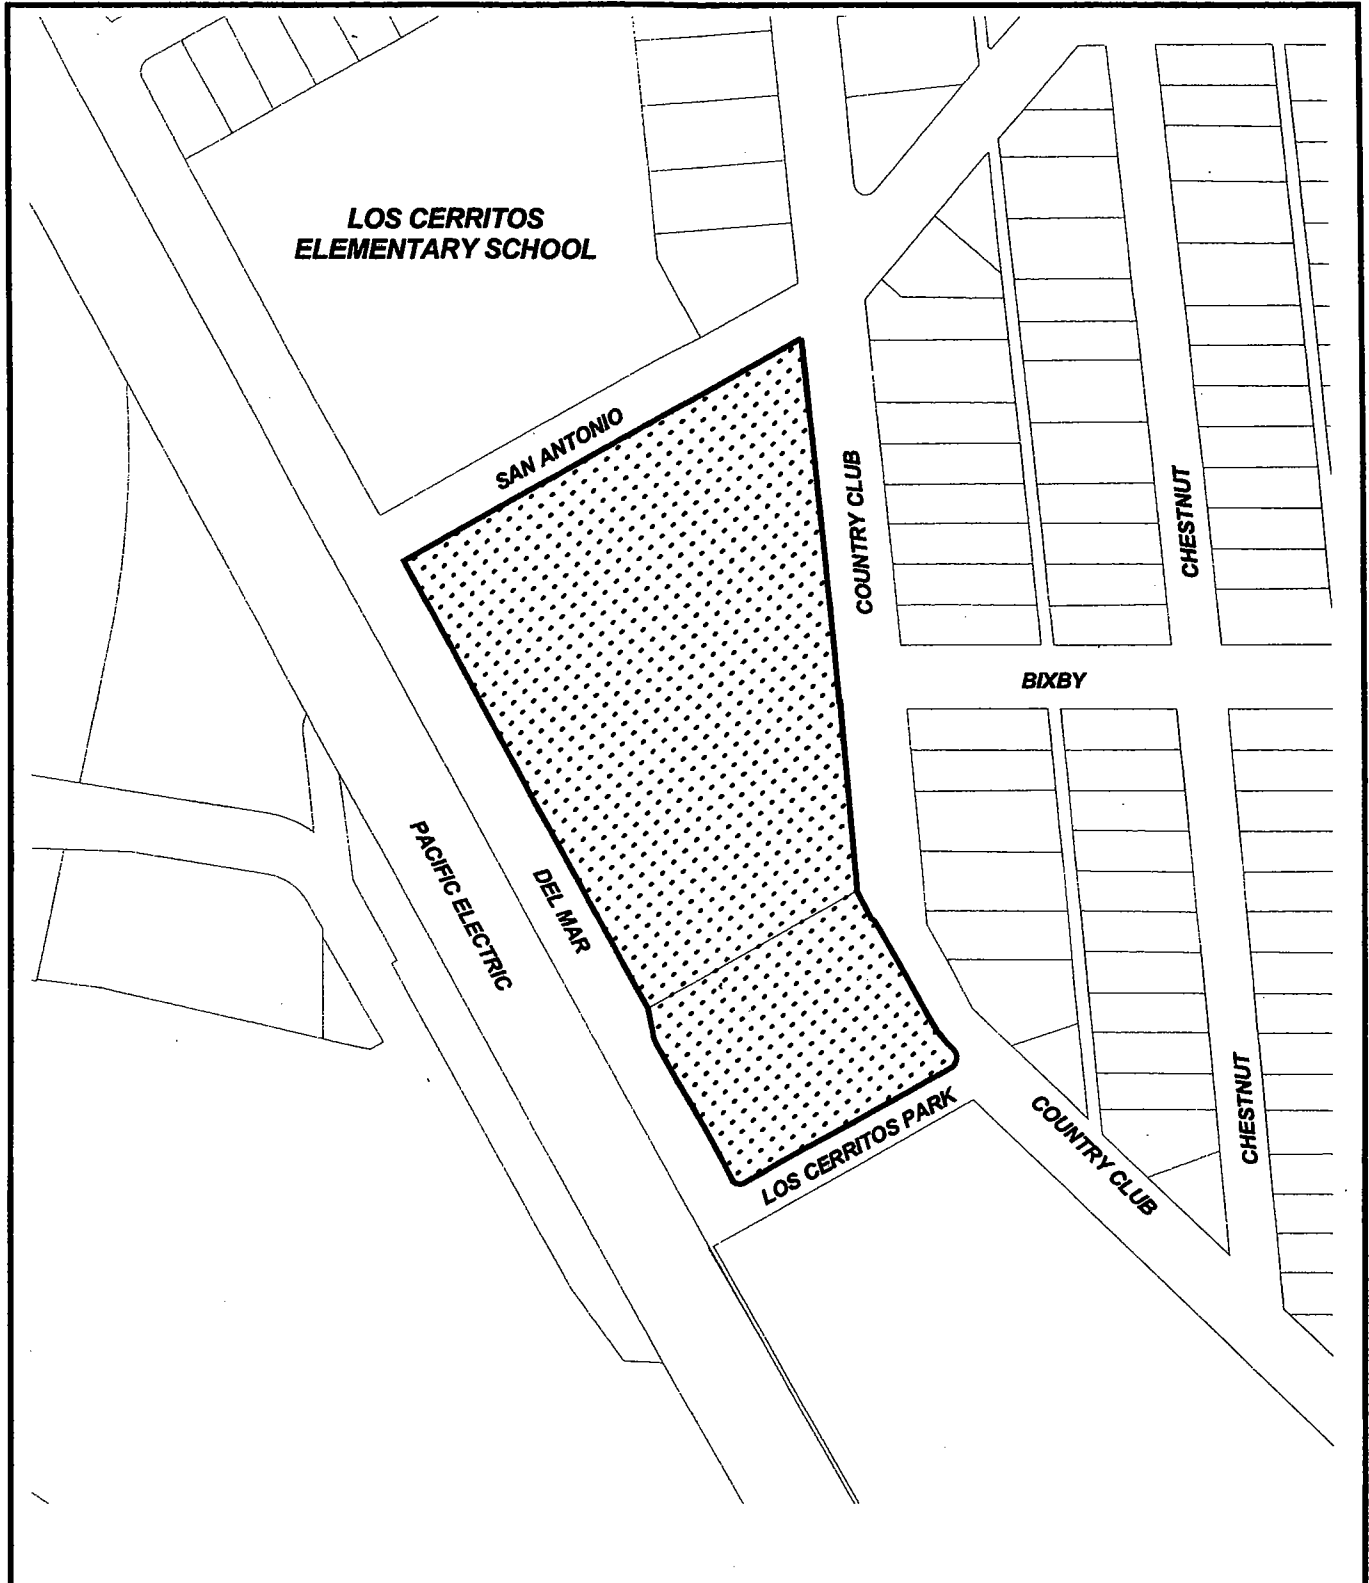 LOS CERRITOS
ELEMENTARY SCHOOL
SAN ANTONIO
COUNTRY CLUB
CHESTNUT
BIXBY
PACIFIC ELECTRIC
DEL MAR
LOS CERRITOS PARK
COUNTRY CLUB
CHESTNUT